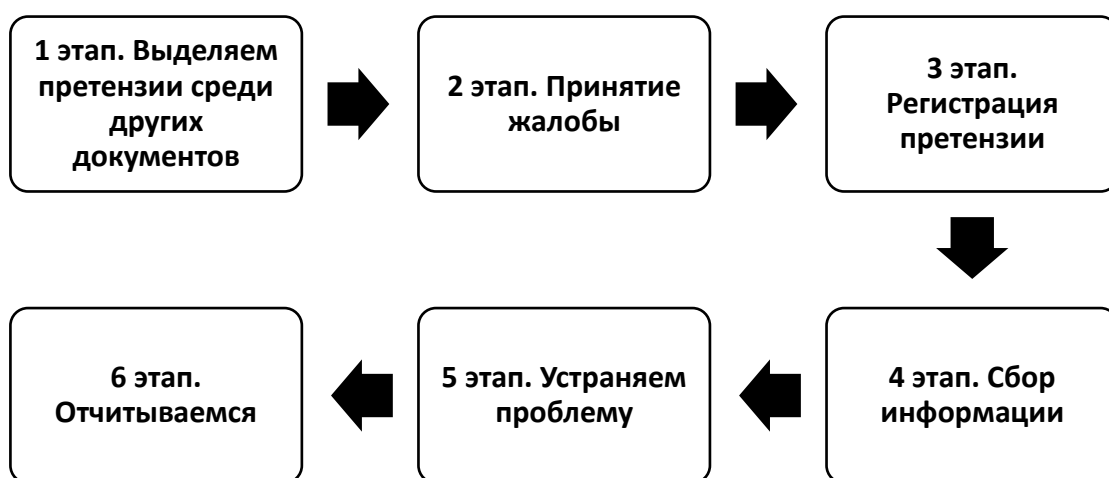 1 этап. Выделяем
претензии среди
других
документов
2 этап. Принятие
жалобы
3 этап.
Регистрация
претензии
4 этап. Сбор
информации
5 этап. Устраняем
проблему
6 этап.
Отчитываемся